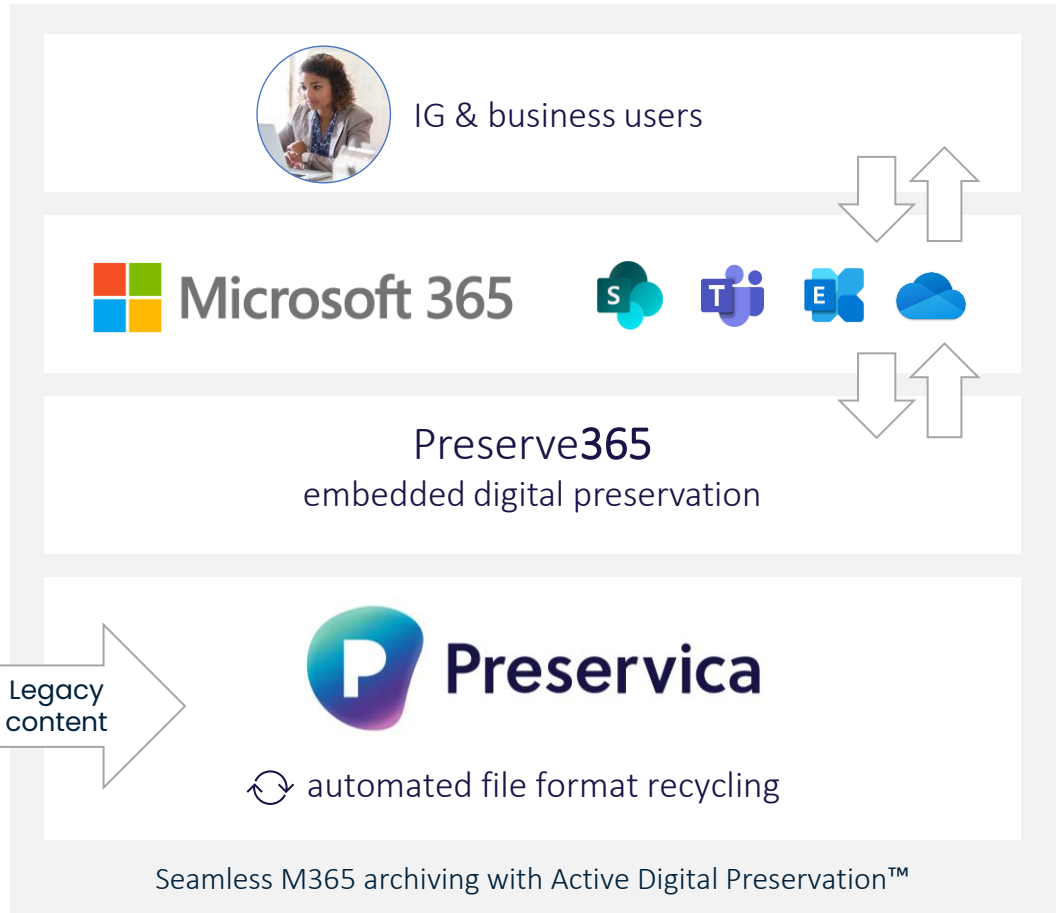 IG & business users
Microsoft 365
S
T
E
Preserve365
embedded digital preservation
P
Preservica
Legacy
content
automated file format recycling
Seamless M365 archiving with Active Digital Preservation™